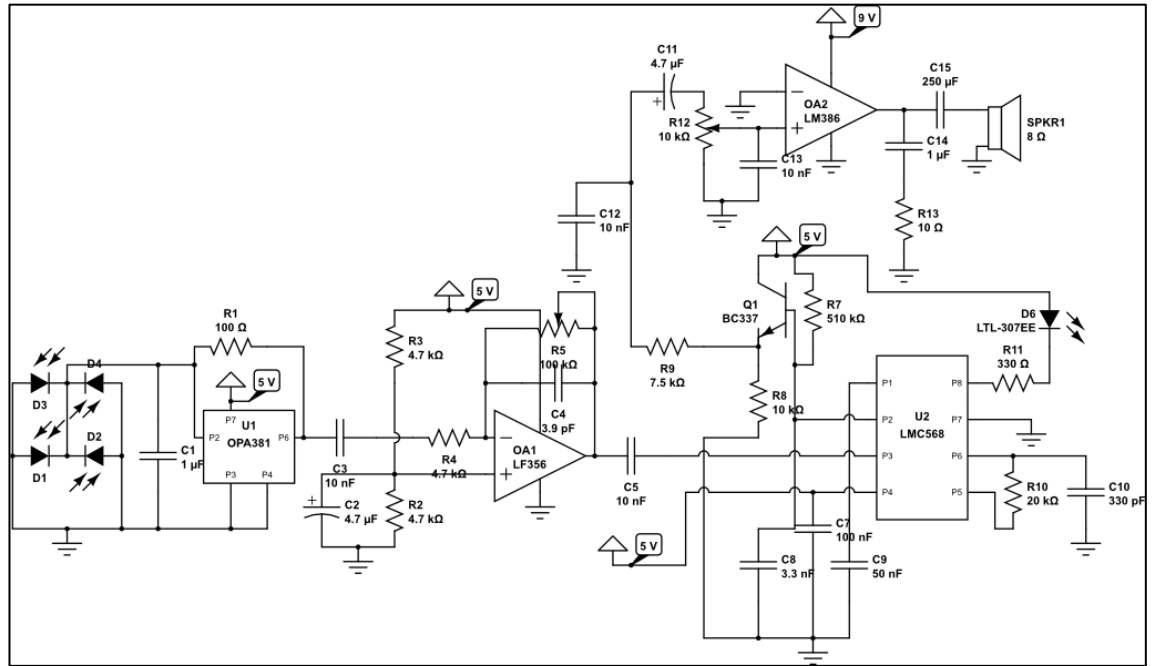 9 V
C11
4.7 µF
C15
250 µF
OA2
LM386
R12
10 kΩ
SPKR1
8 Ω
C14
1 µF
C13
10 nF
C12
10 nF
R13
10 Ω
5 V
Q1
BC337
R7
510 kΩ
D6
LTL-307EE
5 V
R1
100 Ω
R3
4.7 kΩ
R5
100 kΩ
R9
7.5 kΩ
R11
330 Ω
D4
D3
5 V
P7
U1
OPA381
P2
P6
P3
P4
D2
D1
C1
1 µF
C3
10 nF
R4
4.7 kΩ
C4
3.9 pF
OA1
LF356
R8
10 kΩ
P1
P8
U2
LMC568
P2
P7
P3
P6
P4
P5
C5
10 nF
C2
4.7 µF
R2
4.7 kΩ
R10
20 kΩ
C10
330 pF
5 V
C7
100 nF
C8
3.3 nF
C9
50 nF